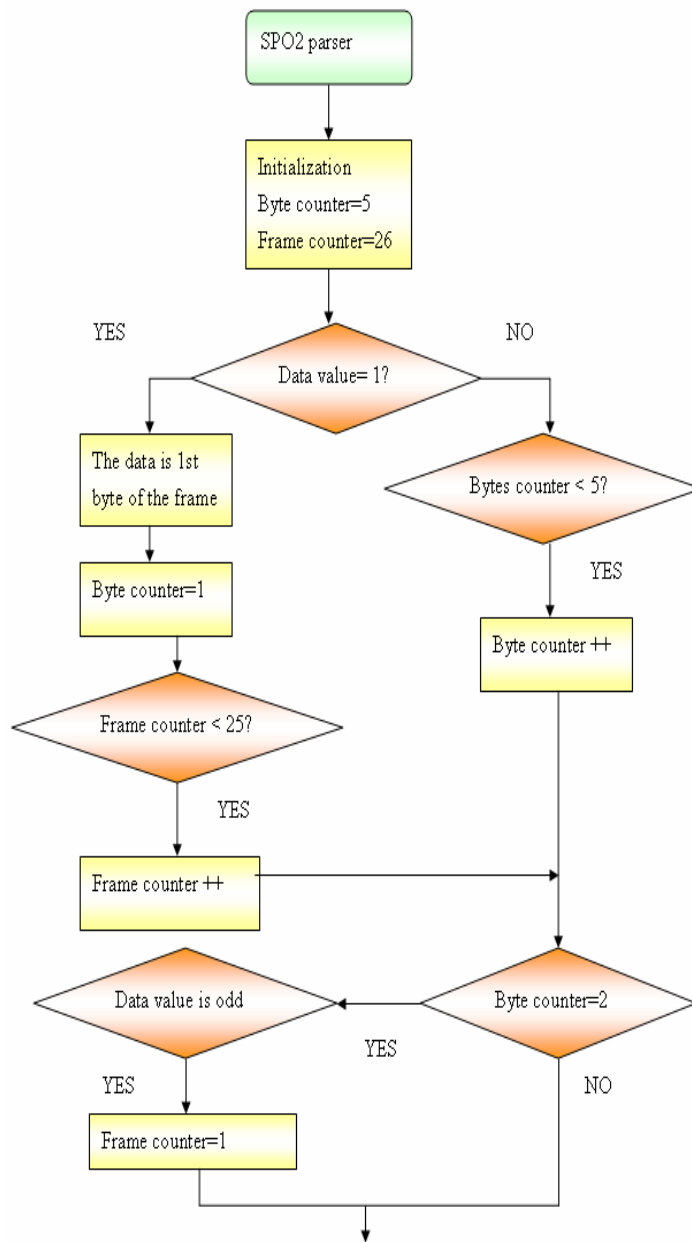 SPO2 parser
Initialization
Byte counter=5
Frame counter=26
YES
NO
Data value= 1?
The data is 1st
byte of the frame
Bytes counter < 5?
YES
Byte counter=1
Byte counter ++
Frame counter < 25?
YES
Frame counter ++
Data value is odd
Byte counter=2
YES
YES
NO
Frame counter=1